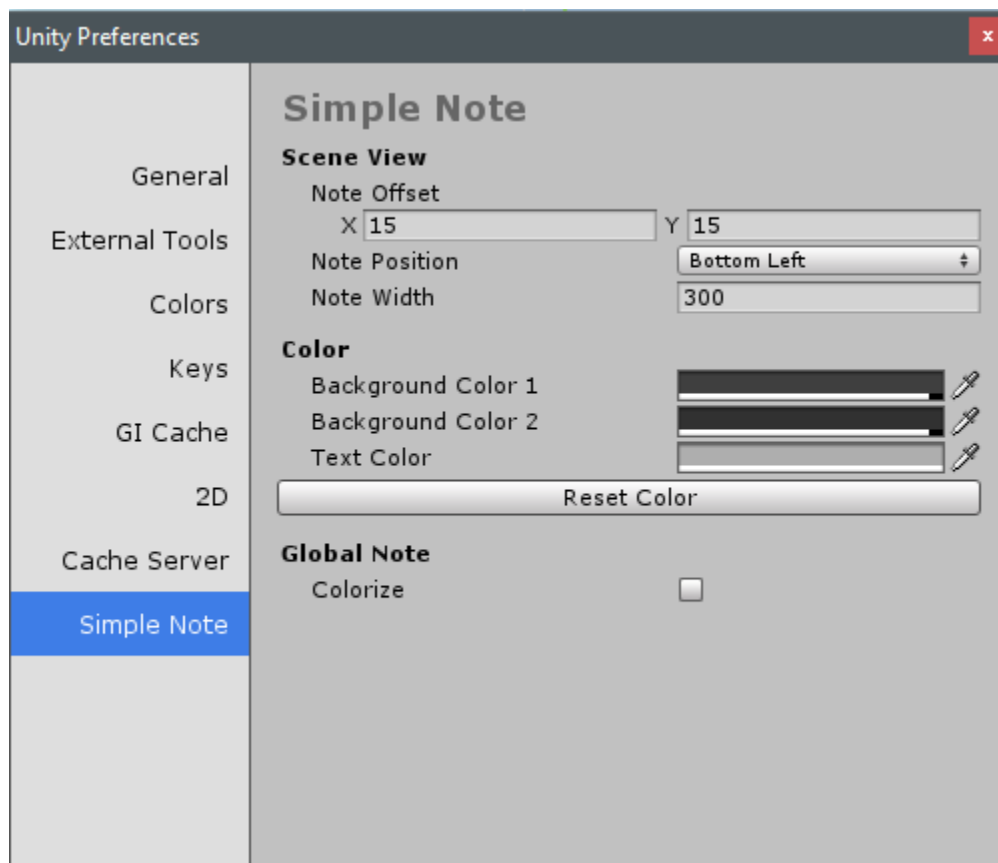 Unity Preferences
x
General
External Tools
Colors
Keys
GI Cache
2D
Cache Server
Simple Note
Simple Note
Scene View
Note Offset
X 15 Y 15
Note Position Bottom Left
Note Width 300
Color
Background Color 1
Background Color 2
Text Color
Reset Color
Global Note
Colorize